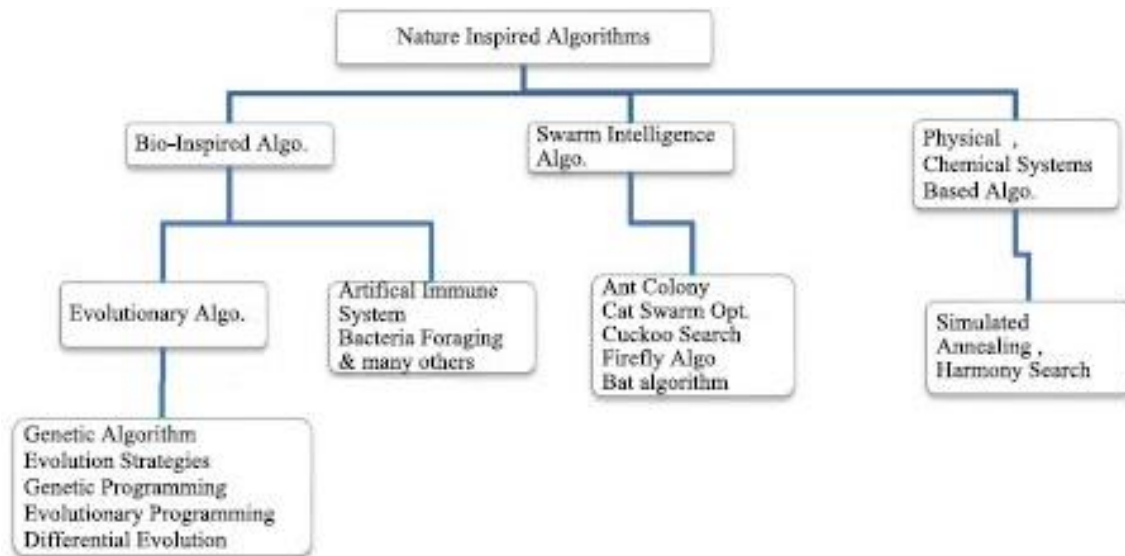 Nature Inspired Algorithms
Bio-Inspired Algo.
Swarm Intelligence
Algo.
Physical ,
Chemical Systems
Based Algo.
Evolutionary Algo.
Artifical Immune
System
Bacteria Foraging
& many others
Ant Colony
Cat Swarm Opt.
Cuckoo Search
Firefly Algo
Bat algorithm
Simulated
Annealing ,
Harmony Search
Genetic Algorithm
Evolution Strategies
Genetic Programming
Evolutionary Programming
Differential Evolution